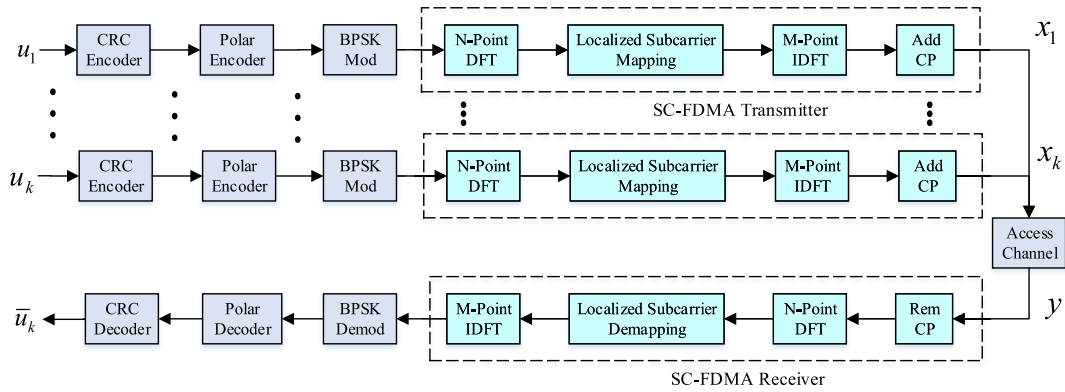 u1
CRC
Encoder
Polar
Encoder
BPSK
Mod
N-Point
DFT
Localized Subcarrier
Mapping
M-Point
IDFT
Add
CP
x1
SC-FDMA Transmitter
uk
CRC
Encoder
Polar
Encoder
BPSK
Mod
N-Point
DFT
Localized Subcarrier
Mapping
M-Point
IDFT
Add
CP
xk
Access
Channel
ūk
CRC
Decoder
Polar
Decoder
BPSK
Demod
M-Point
IDFT
Localized Subcarrier
Demapping
N-Point
DFT
Rem
CP
y
SC-FDMA Receiver